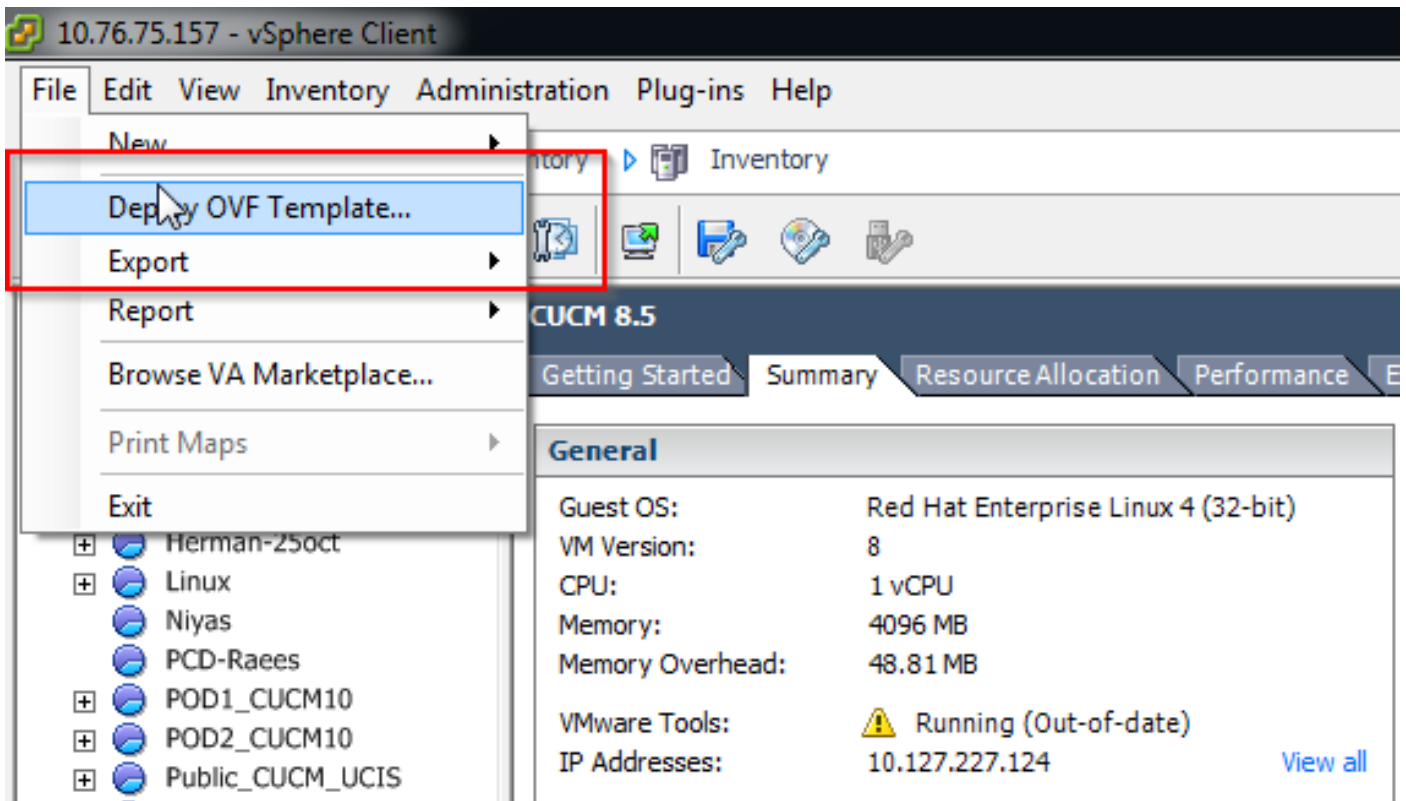 10.76.75.157 - vSphere Client
File Edit View Inventory Administration Plug-ins Help
New
Inventory
Deploy OVF Template...
Export
Report
Browse VA Marketplace...
Print Maps
Exit
CUCM 8.5
Getting Started Summary Resource Allocation Performance
General
Guest OS: Red Hat Enterprise Linux 4 (32-bit)
VM Version: 8
CPU: 1 vCPU
Memory: 4096 MB
Memory Overhead: 48.81 MB
VMware Tools: Running (Out-of-date)
IP Addresses: 10.127.227.124 View all
Herman-25oct
Linux
Niyas
PCD-Raees
POD1_CUCM10
POD2_CUCM10
Public_CUCM_UCIS